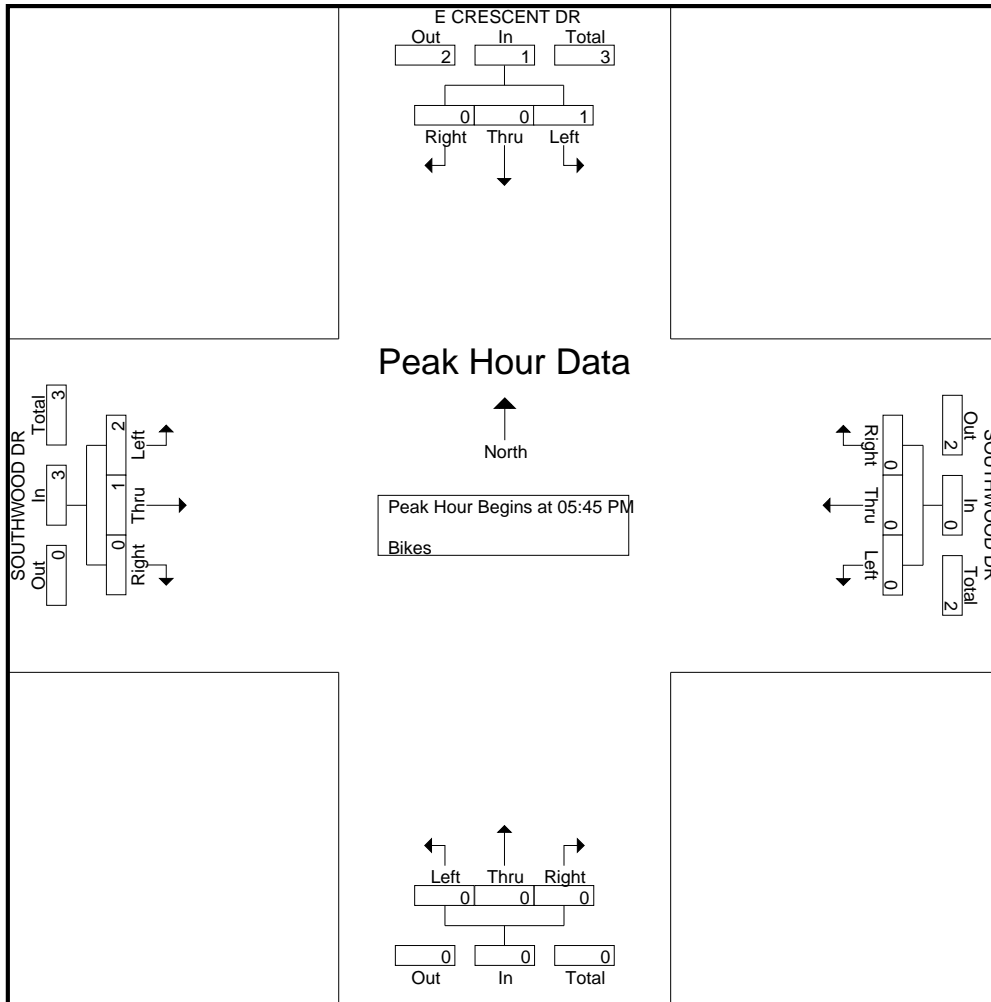 E CRESCENT DR
Out In Total
2 1 3
0 0 1
Right Thru Left
Peak Hour Data
North
Peak Hour Begins at 05:45 PM
Bikes
SOUTHWOOD DR
Out In Total
0 3 3
Right Thru Left
0 1 2
SOUTHWOOD DR
Out In Total
2 0 2
Right Thru Left
0 0 0
Left Thru Right
0 0 0
0 0 0
Out In Total